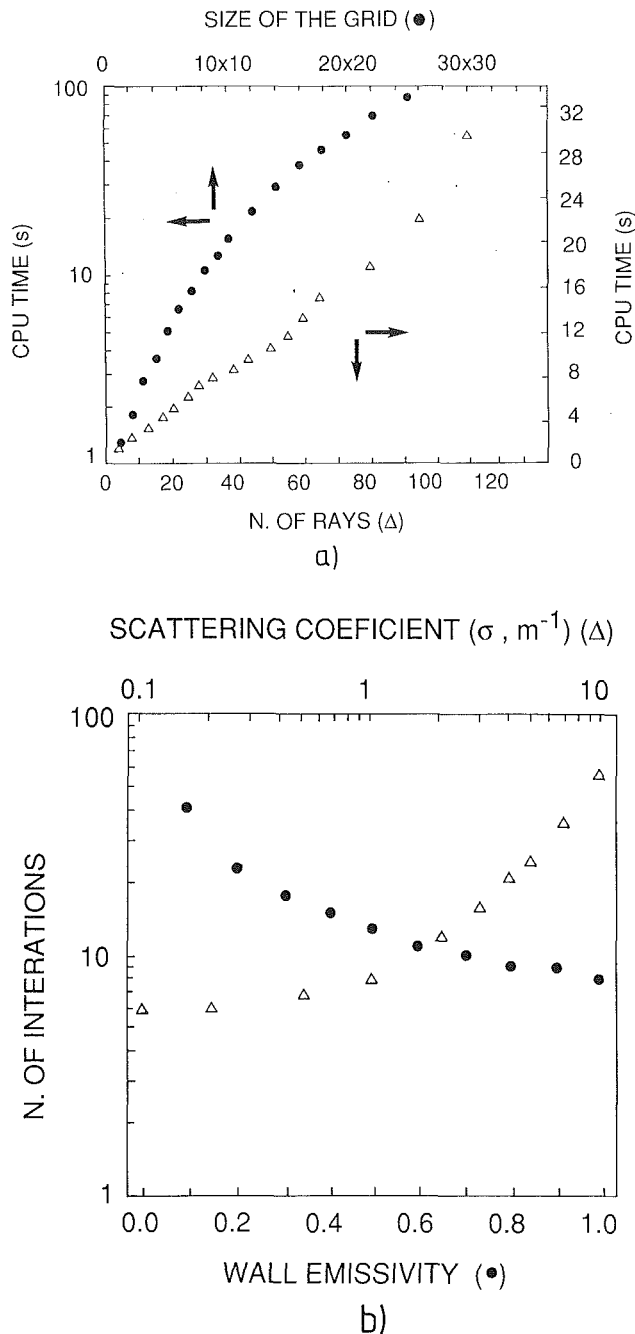 SIZE OF THE GRID (●)
0 10x10 20x20 30x30
100
10
1
CPU TIME (s)
32
28
24
20
16
12
8
4
0
CPU TIME (s)
0 20 40 60 80 100 120
N. OF RAYS (Δ)
a)
SCATTERING COEFICIENT (σ , m⁻¹) (Δ)
0.1 1 10
100
10
1
N. OF INTERATIONS
0.0 0.2 0.4 0.6 0.8 1.0
WALL EMISSIVITY (●)
b)